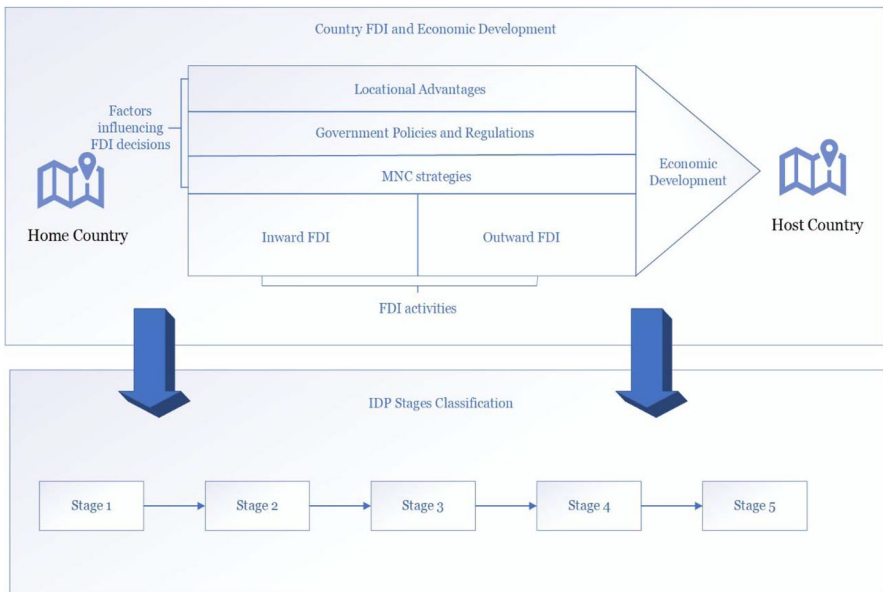 Country FDI and Economic Development
Locational Advantages
Factors
influencing
FDI decisions
Government Policies and Regulations
MNC strategies
Economic
Development
Home Country
Host Country
Inward FDI
Outward FDI
FDI activities
IDP Stages Classification
Stage 1
Stage 2
Stage 3
Stage 4
Stage 5